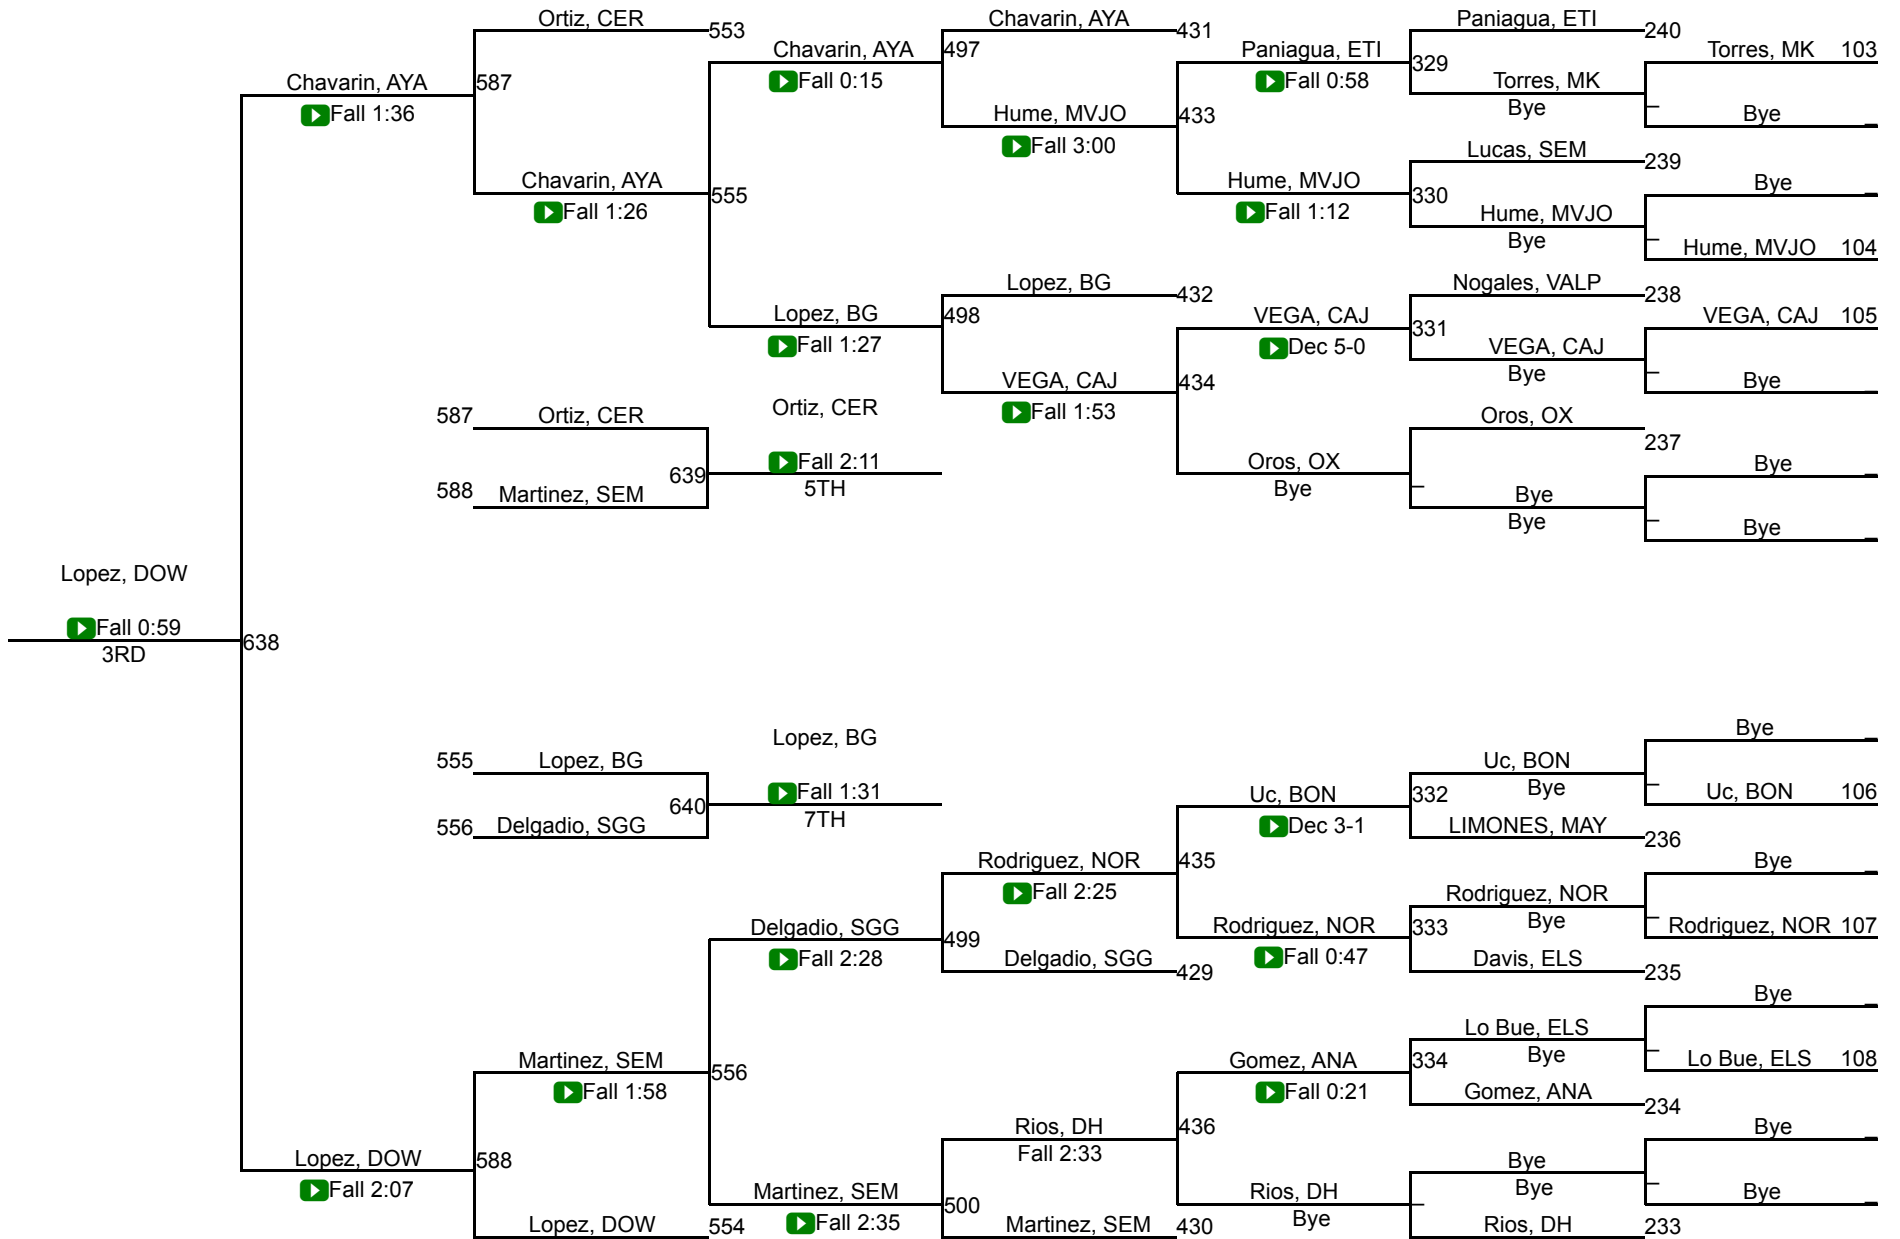 Ortiz, CER 553
Chavarin, AYA 431
Paniagua, ETI 240
Chavarin, AYA 497
Paniagua, ETI 329
Torres, MK 103
Chavarin, AYA 587
Fall 0:15
Fall 0:58
Torres, MK
Bye
Fall 1:36
Hume, MVJO 433
Bye
Fall 3:00
Lucas, SEM 239
Chavarin, AYA 555
Hume, MVJO 330
Bye
Fall 1:26
Fall 1:12
Hume, MVJO
Bye
Hume, MVJO 104
Lopez, BG 432
Nogales, VALP 238
Lopez, BG 498
VEGA, CAJ 331
VEGA, CAJ 105
Fall 1:27
Dec 5-0
VEGA, CAJ
Bye
VEGA, CAJ 434
Bye
587 Ortiz, CER
Ortiz, CER
Fall 1:53
Oros, OX 237
639
Fall 2:11
5TH
Oros, OX
Bye
Bye
588 Martinez, SEM
Bye
Bye
Bye
Lopez, DOW
Fall 0:59
3RD
638
Lopez, BG
Bye
555 Lopez, BG
Uc, BON
Bye
640
Fall 1:31
7TH
Uc, BON 332
Uc, BON 106
556 Delgadio, SGG
Dec 3-1
LIMONES, MAY 236
Rodriguez, NOR 435
Bye
Fall 2:25
Rodriguez, NOR
Bye
Delgadio, SGG 499
Rodriguez, NOR 333
Rodriguez, NOR 107
Fall 2:28
Fall 0:47
Delgadio, SGG 429
Davis, ELS 235
Bye
Lo Bue, ELS
Bye
Martinez, SEM 556
Gomez, ANA 334
Lo Bue, ELS 108
Fall 1:58
Fall 0:21
Gomez, ANA 234
Rios, DH 436
Bye
Fall 2:33
Lopez, DOW 588
Bye
Bye
Fall 2:07
Martinez, SEM 500
Rios, DH
Bye
Bye
Fall 2:35
Lopez, DOW 554
Martinez, SEM 430
Rios, DH 233